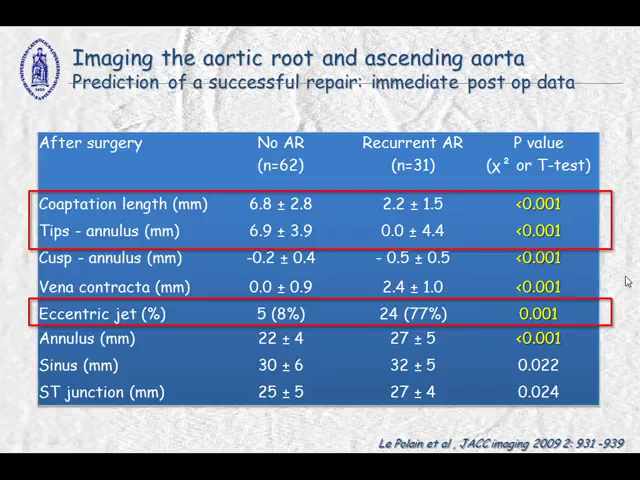 Imaging the aortic root and ascending aorta
Prediction of a successful repair: immediate post op data
After surgery No AR Recurrent AR P value
(n=62) (n=31) (χ² or T-test)
Coaptation length (mm) 6.8 ± 2.8 2.2 ± 1.5 <0.001
Tips - annulus (mm) 6.9 ± 3.9 0.0 ± 4.4 <0.001
Cusp - annulus (mm) -0.2 ± 0.4 - 0.5 ± 0.5 <0.001
Vena contracta (mm) 0.0 ± 0.9 2.4 ± 1.0 <0.001
Eccentric jet (%) 5 (8%) 24 (77%) 0.001
Annulus (mm) 22 ± 4 27 ± 5 <0.001
Sinus (mm) 30 ± 6 32 ± 5 0.022
ST junction (mm) 25 ± 5 27 ± 4 0.024
Le Polain et al , JACC imaging 2009 2: 931 -939